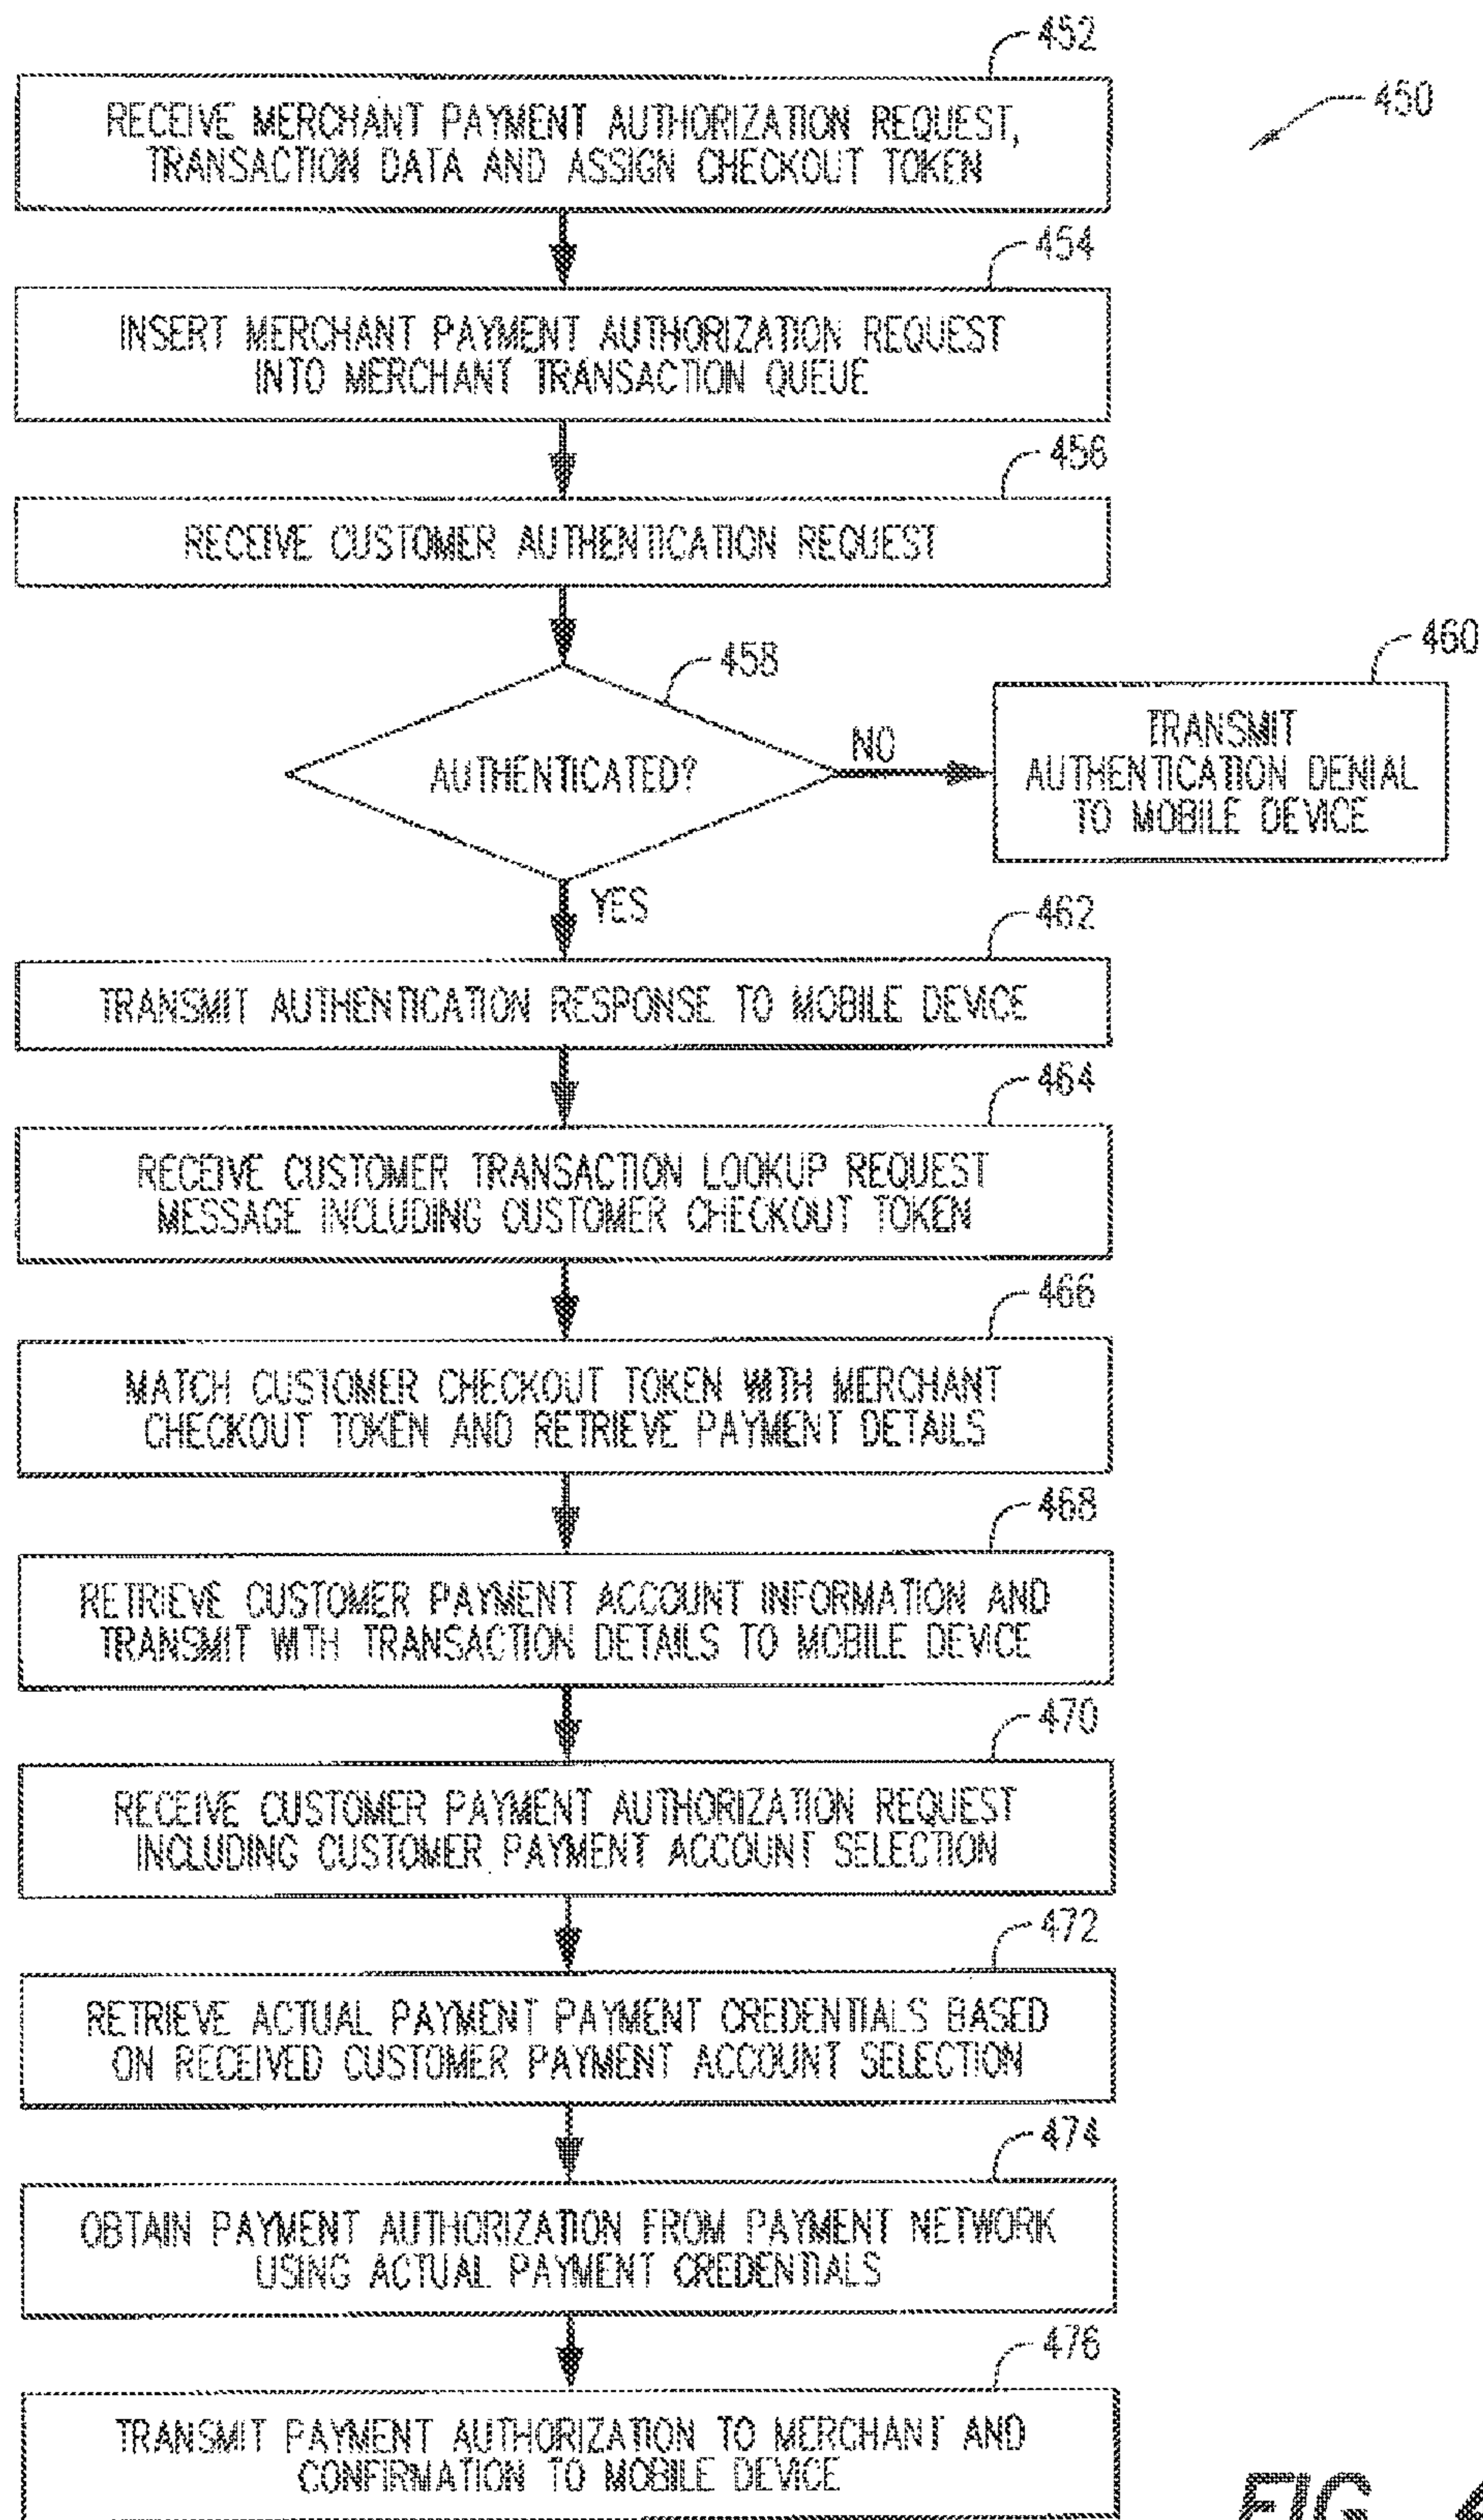 452
450
RECEIVE MERCHANT PAYMENT AUTHORIZATION REQUEST,
TRANSACTION DATA AND ASSIGN CHECKOUT TOKEN
454
INSERT MERCHANT PAYMENT AUTHORIZATION REQUEST
INTO MERCHANT TRANSACTION QUEUE
456
RECEIVE CUSTOMER AUTHENTICATION REQUEST
458
460
AUTHENTICATED?
NO
TRANSMIT
AUTHENTICATION DENIAL
TO MOBILE DEVICE
YES
462
TRANSMIT AUTHENTICATION RESPONSE TO MOBILE DEVICE
464
RECEIVE CUSTOMER TRANSACTION LOOKUP REQUEST
MESSAGE INCLUDING CUSTOMER CHECKOUT TOKEN
466
MATCH CUSTOMER CHECKOUT TOKEN WITH MERCHANT
CHECKOUT TOKEN AND RETRIEVE PAYMENT DETAILS
468
RETRIEVE CUSTOMER PAYMENT ACCOUNT INFORMATION AND
TRANSMIT WITH TRANSACTION DETAILS TO MOBILE DEVICE
470
RECEIVE CUSTOMER PAYMENT AUTHORIZATION REQUEST
INCLUDING CUSTOMER PAYMENT ACCOUNT SELECTION
472
RETRIEVE ACTUAL PAYMENT PAYMENT CREDENTIALS BASED
ON RECEIVED CUSTOMER PAYMENT ACCOUNT SELECTION
474
OBTAIN PAYMENT AUTHORIZATION FROM PAYMENT NETWORK
USING ACTUAL PAYMENT CREDENTIALS
476
TRANSMIT PAYMENT AUTHORIZATION TO MERCHANT AND
CONFIRMATION TO MOBILE DEVICE
FIG.